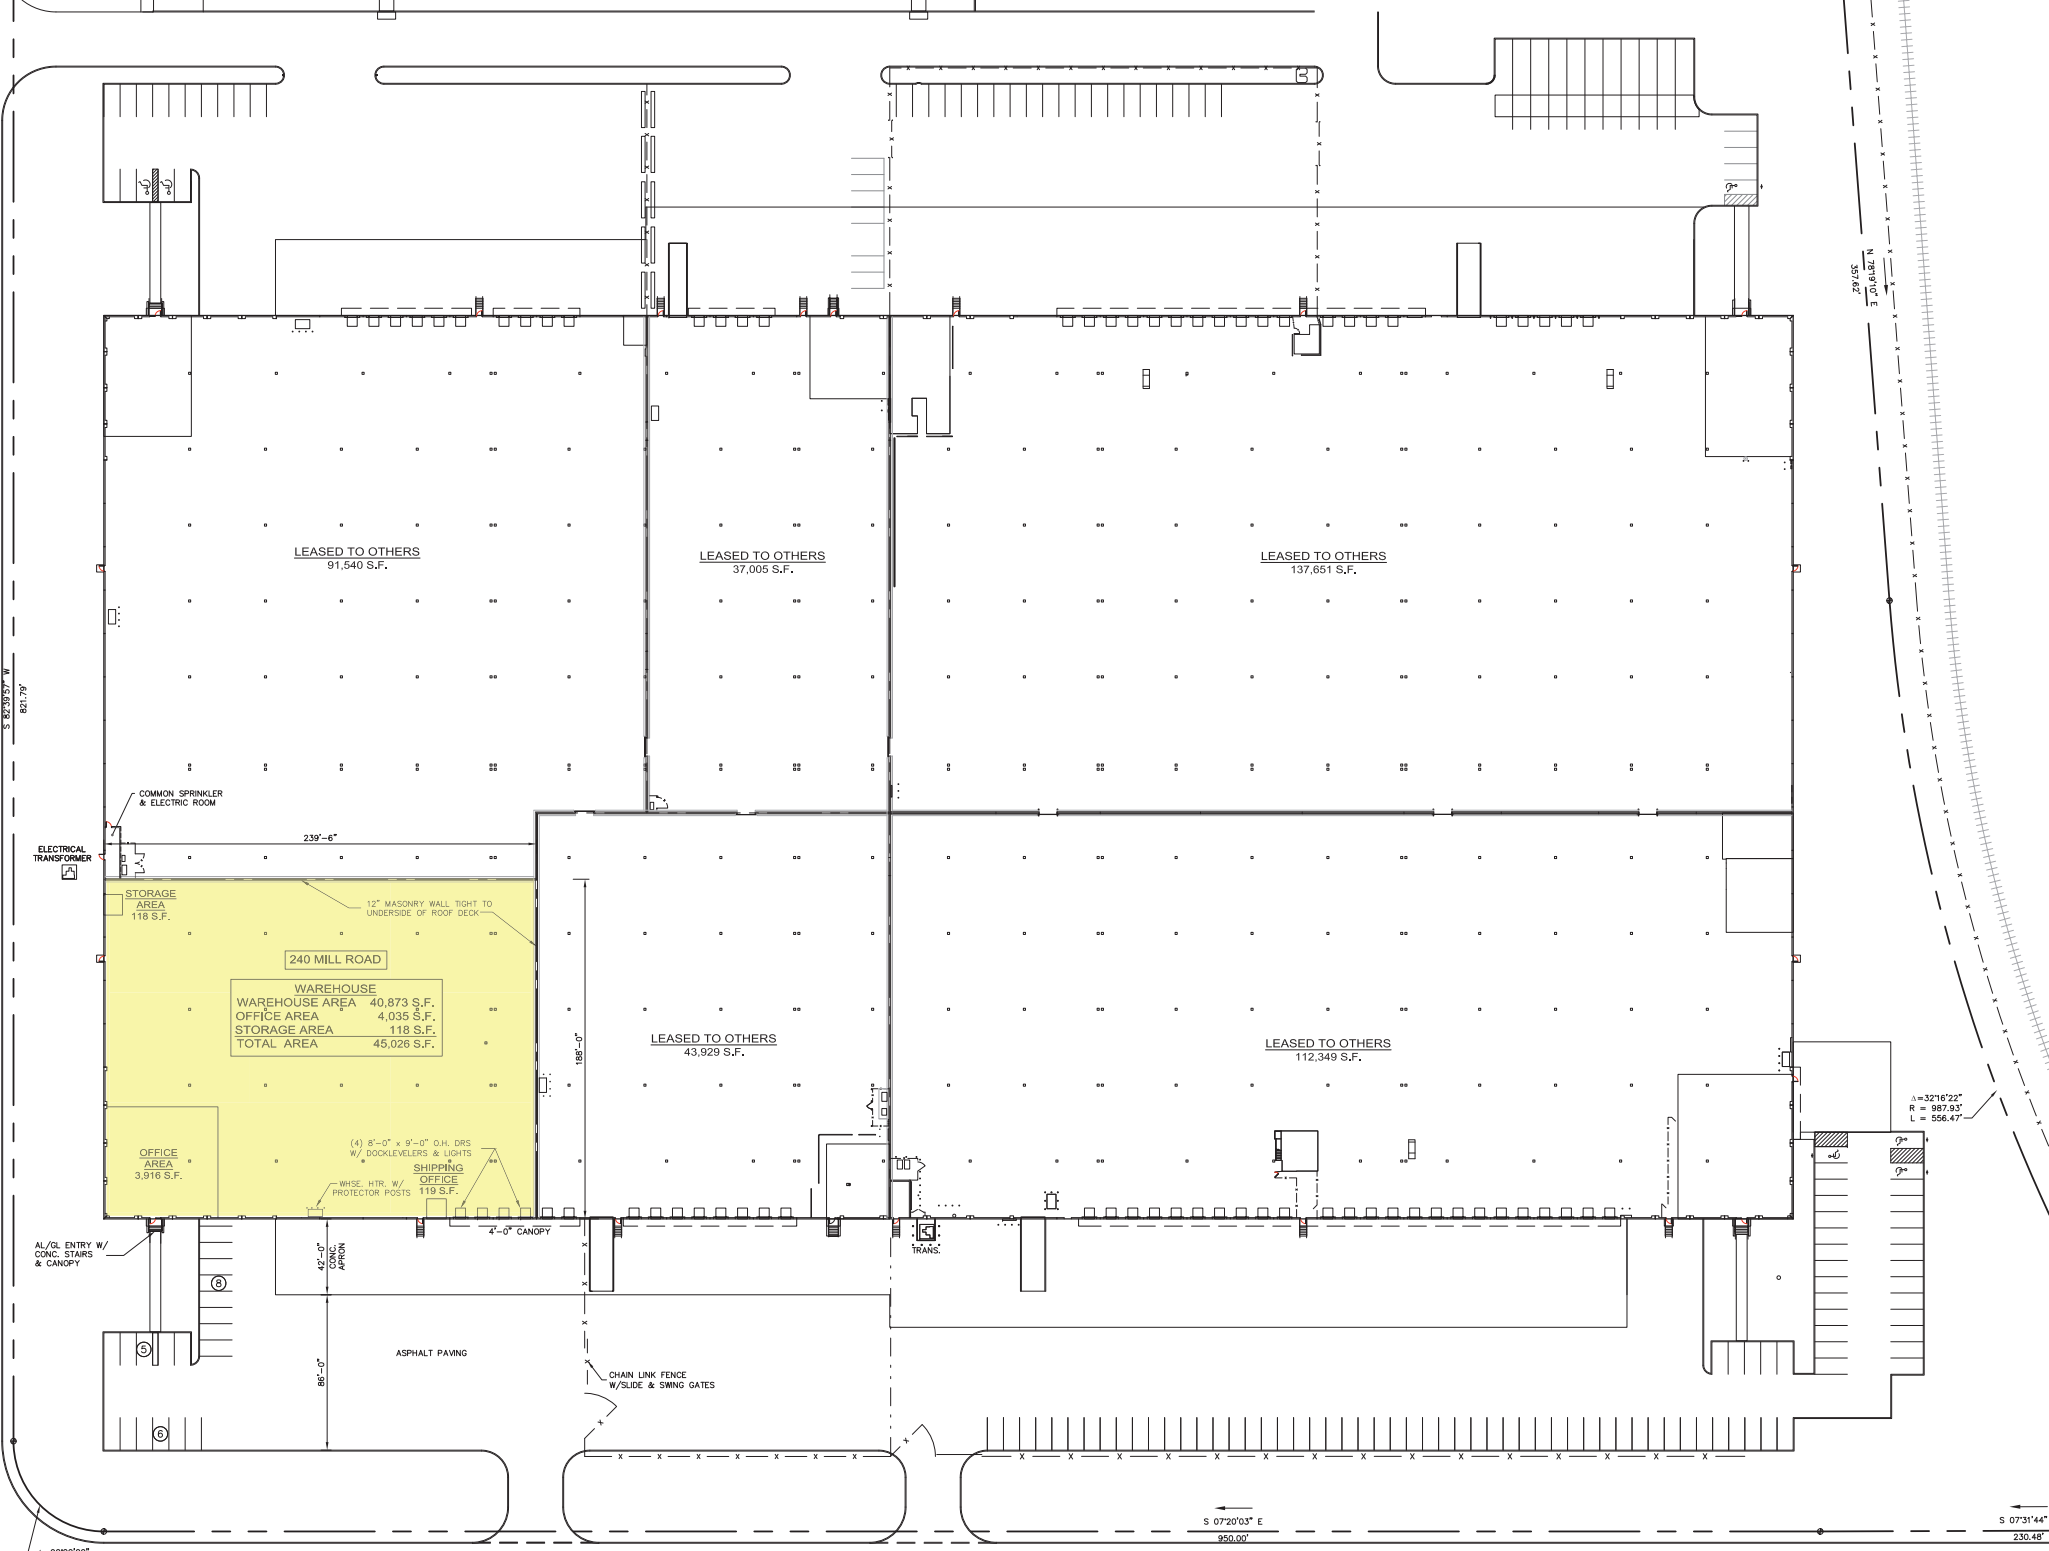 N 78°19'10" E
357.62'
LEASED TO OTHERS
91,540 S.F.
LEASED TO OTHERS
37,005 S.F.
LEASED TO OTHERS
137,651 S.F.
S 82°39'57" W
821.79'
COMMON SPRINKLER
& ELECTRIC ROOM
239'-6"
ELECTRICAL
TRANSFORMER
STORAGE
AREA
118 S.F.
12" MASONRY WALL TIGHT TO
UNDERSIDE OF ROOF DECK
240 MILL ROAD
WAREHOUSE
WAREHOUSE AREA 40,873 S.F.
OFFICE AREA 4,035 S.F.
STORAGE AREA 118 S.F.
TOTAL AREA 45,026 S.F.
188'-0"
LEASED TO OTHERS
43,929 S.F.
LEASED TO OTHERS
112,349 S.F.
Δ=32°16'22"
R = 987.93'
L = 556.47'
OFFICE
AREA
3,916 S.F.
(4) 8'-0" x 9'-0" O.H. DRS
W/ DOCKLEVELERS & LIGHTS
SHIPPING
OFFICE
119 S.F.
WHSE. HTR. W/
PROTECTOR POSTS
4'-0" CANOPY
AL/GL ENTRY W/
CONC. STAIRS
& CANOPY
42'-0"
CONC.
APRON
TRANS.
8
5
6
86'-0"
ASPHALT PAVING
CHAIN LINK FENCE
W/SLIDE & SWING GATES
S 07°20'03" E
950.00'
S 07°31'44"
230.48'